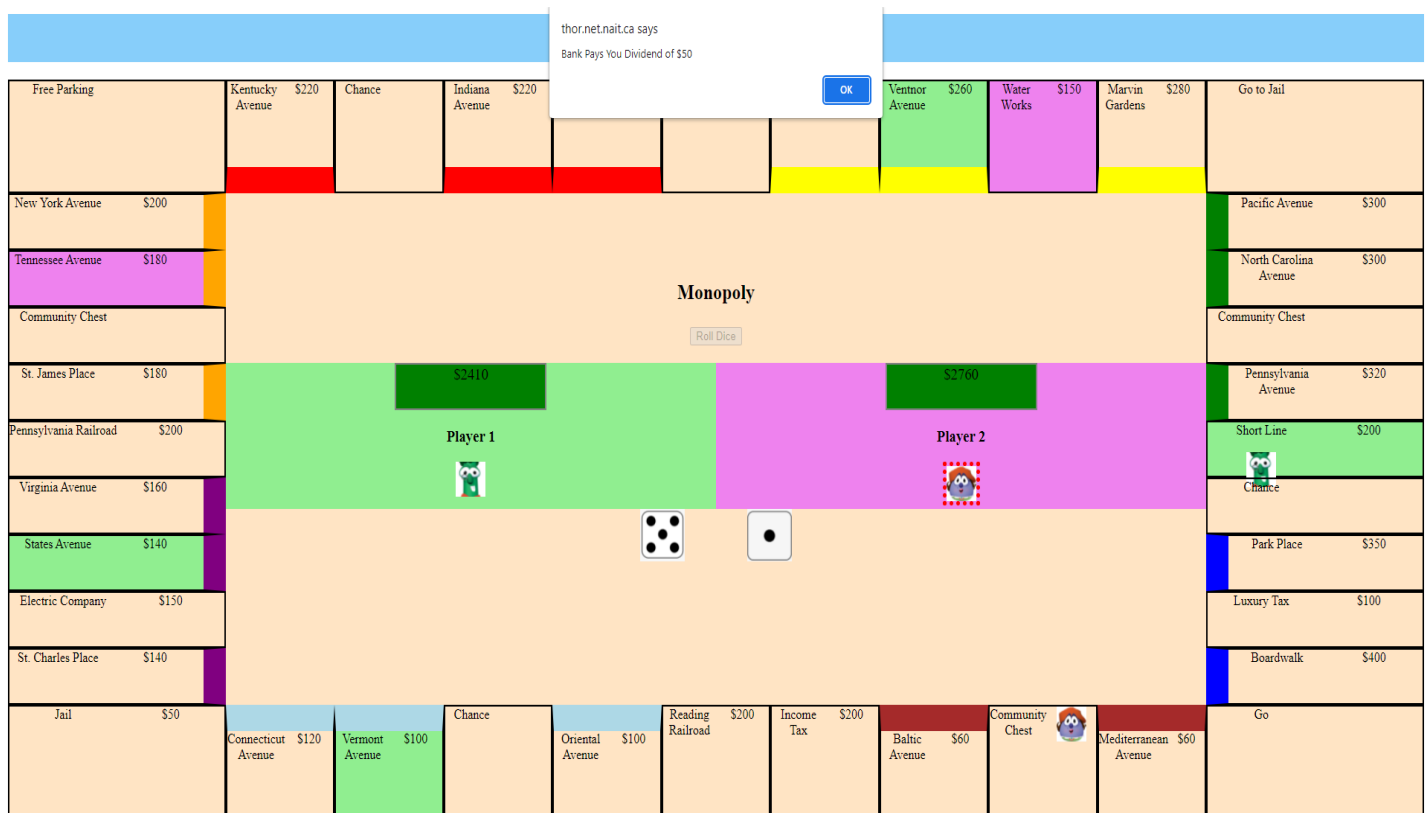 thor.net.nait.ca says
Bank Pays You Dividend of $50
OK
Free Parking
Kentucky Avenue $220
Chance
Indiana Avenue $220
Ventnor Avenue $260
Water Works $150
Marvin Gardens $280
Go to Jail
New York Avenue $200
Pacific Avenue $300
Tennessee Avenue $180
North Carolina Avenue $300
Community Chest
Community Chest
Monopoly
Roll Dice
St. James Place $180
$2410
$2760
Pennsylvania Avenue $320
Pennsylvania Railroad $200
Player 1
Player 2
Short Line $200
Virginia Avenue $160
Chance
States Avenue $140
Park Place $350
Electric Company $150
Luxury Tax $100
St. Charles Place $140
Boardwalk $400
Jail $50
Connecticut Avenue $120
Vermont Avenue $100
Chance
Oriental Avenue $100
Reading Railroad $200
Income Tax $200
Baltic Avenue $60
Community Chest
Mediterranean Avenue $60
Go